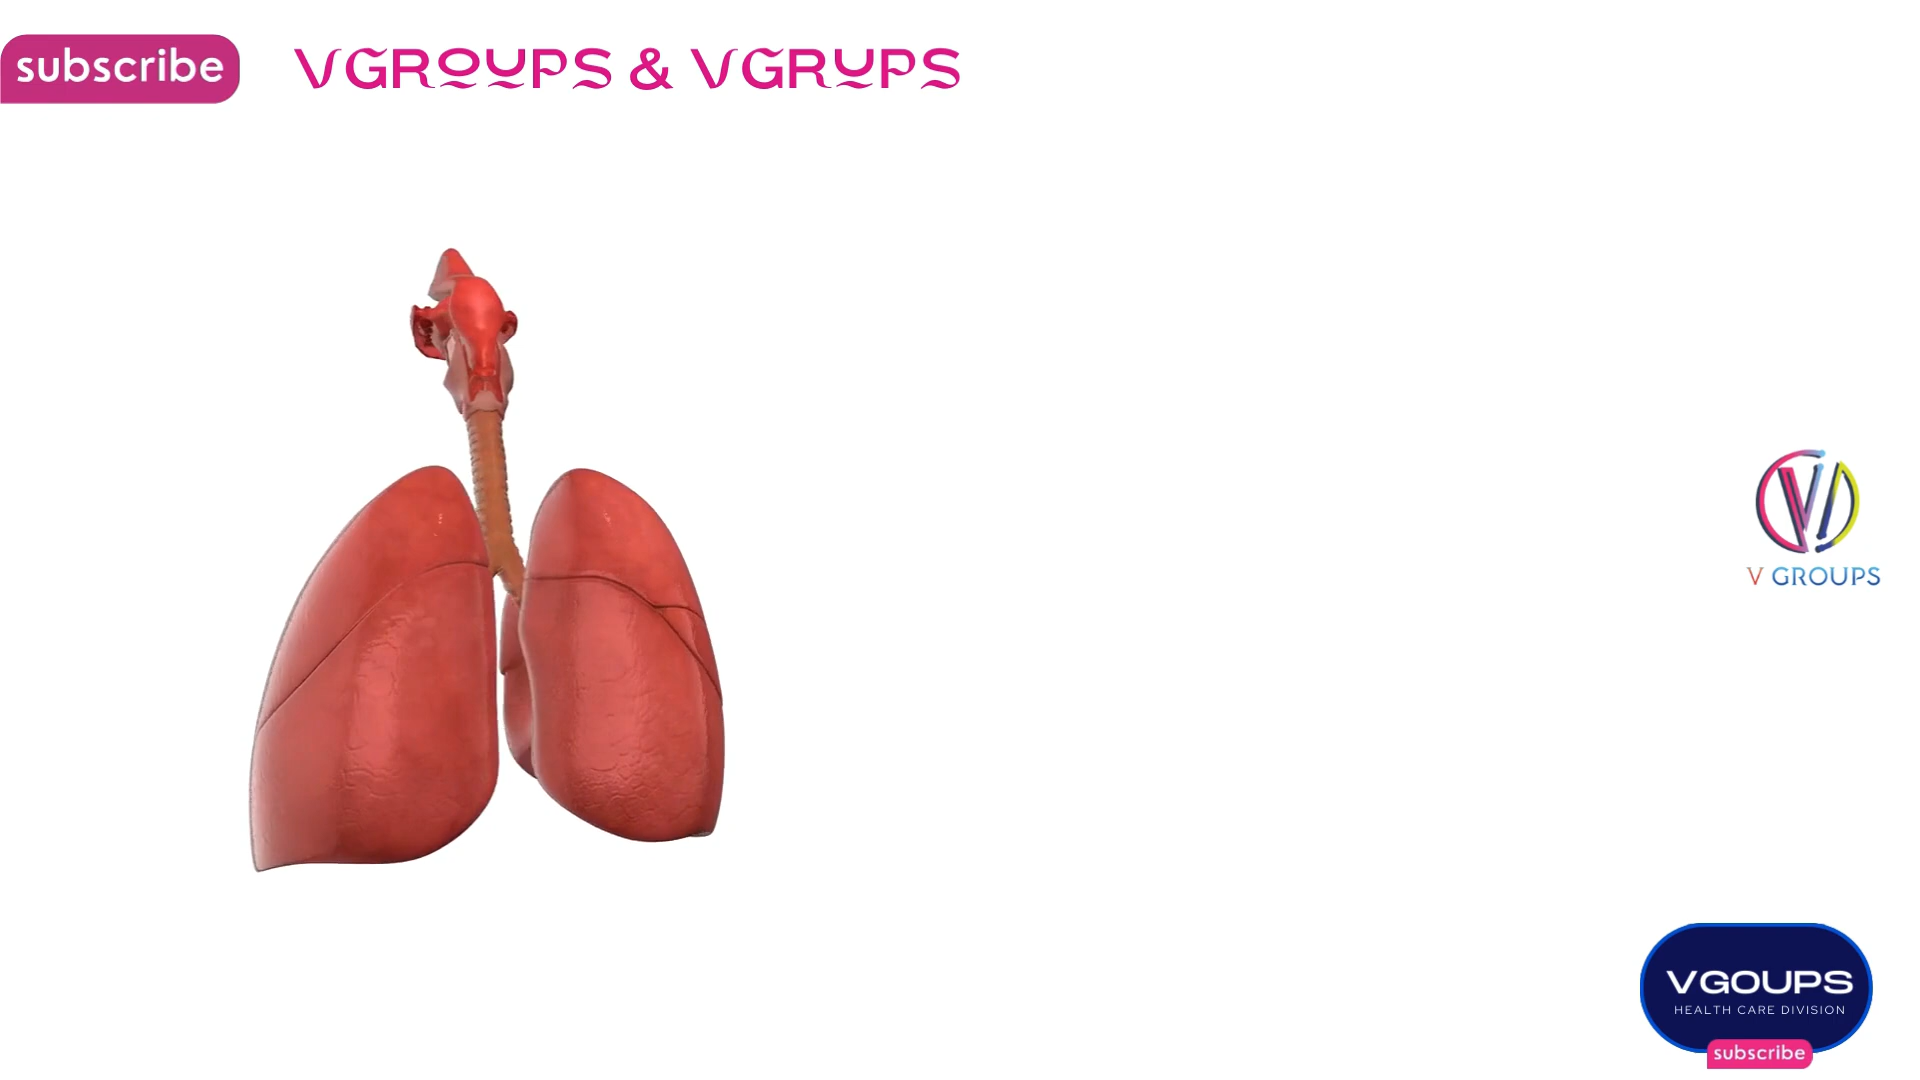 subscribe
VGROUPS & VGRUPS
V GROUPS
VGOUPS
HEALTH CARE DIVISION
subscribe